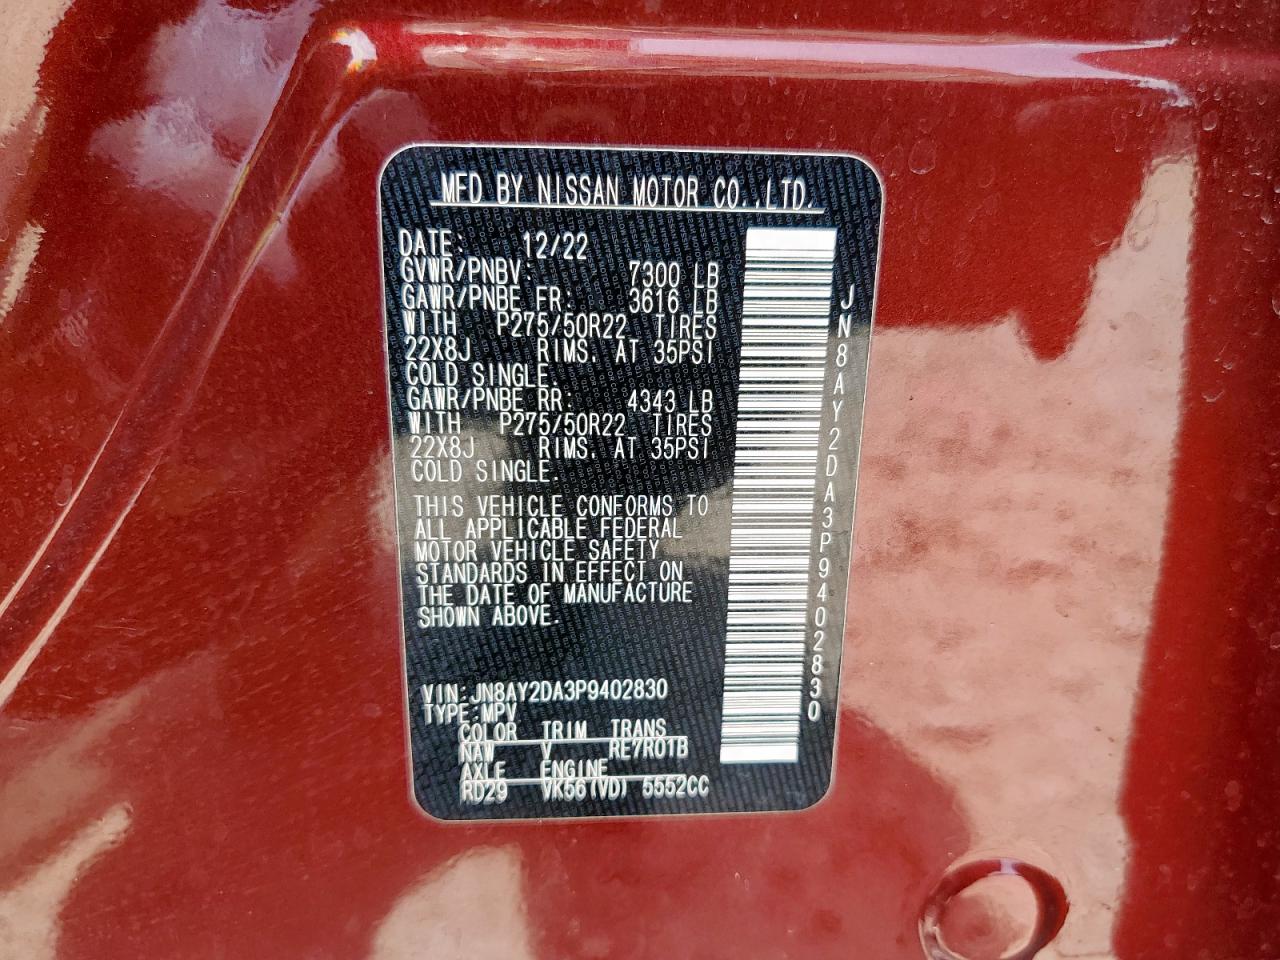 MFD BY NISSAN MOTOR CO.,LTD.
DATE: 12/22
GVWR/PNBV: 7300 LB
GAWR/PNBE FR: 3616 LB
WITH P275/50R22 TIRES
22X8J RIMS. AT 35PSI
COLD SINGLE.
GAWR/PNBE RR: 4343 LB
WITH P275/50R22 TIRES
22X8J RIMS. AT 35PSI
COLD SINGLE.
THIS VEHICLE CONFORMS TO
ALL APPLICABLE FEDERAL
MOTOR VEHICLE SAFETY
STANDARDS IN EFFECT ON
THE DATE OF MANUFACTURE
SHOWN ABOVE.
VIN:JN8AY2DA3P9402830
TYPE:MPV
COLOR TRIM TRANS
NAW V RE7R01B
AXLE ENGINE
RD29 VK56(VD) 5552CC
JN8AY2DA3P9402830